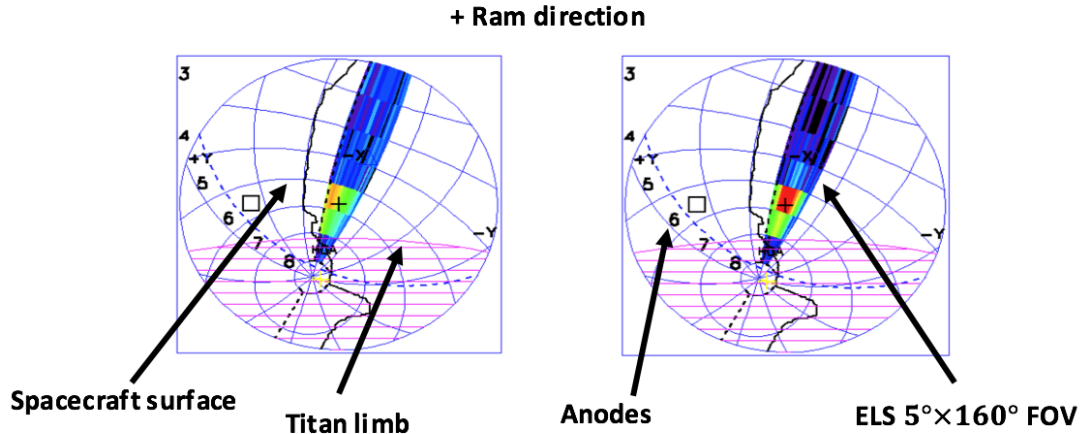 + Ram direction
3
4
+Y
5
6
7
8
-X
-Y
3
4
+Y
5
6
7
8
-X
-Y
Spacecraft surface
Titan limb
Anodes
ELS 5°×160° FOV